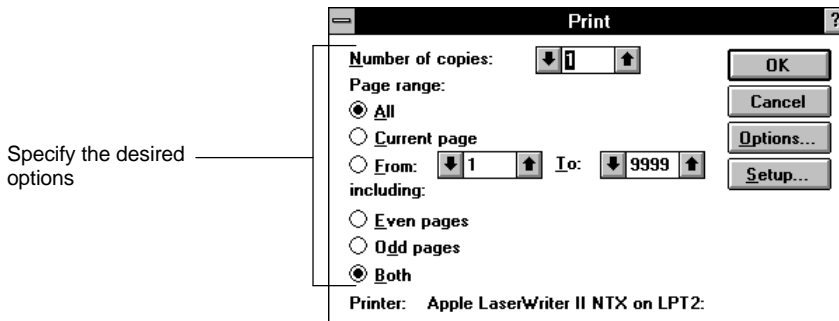 Print
?
Number of copies: 1
OK
Page range:
Cancel
All
Current page
Options...
Specify the desired
options
From: 1 To: 9999
Setup...
including:
Even pages
Odd pages
Both
Printer: Apple LaserWriter II NTX on LPT2: